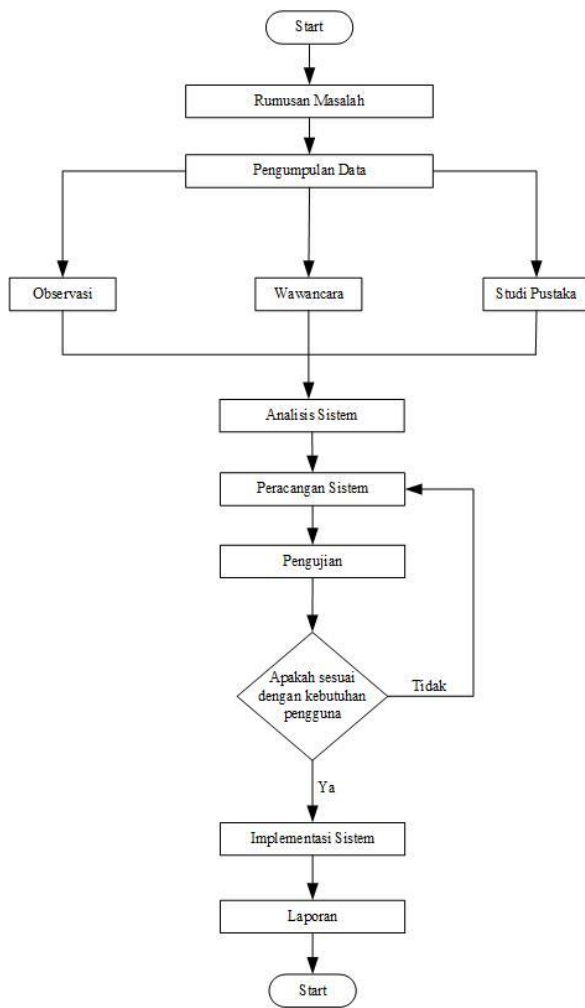 Start
Rumusan Masalah
Pengumpulan Data
Observasi
Wawancara
Studi Pustaka
Analisis Sistem
Peracangan Sistem
Pengujian
Apakah sesuai
dengan kebutuhan
pengguna
Tidak
Ya
Implementasi Sistem
Laporan
Start